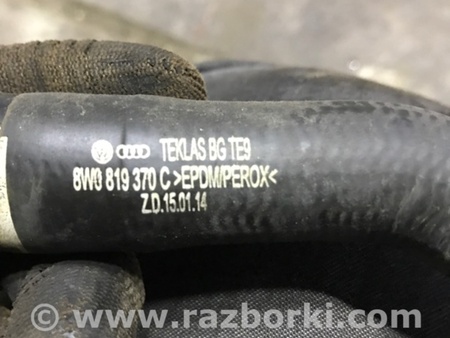 TEKLAS BG TE9
8W0 819 370 C >EPDM/PEROX<
Z.D.15.01.14
© www.razborki.com